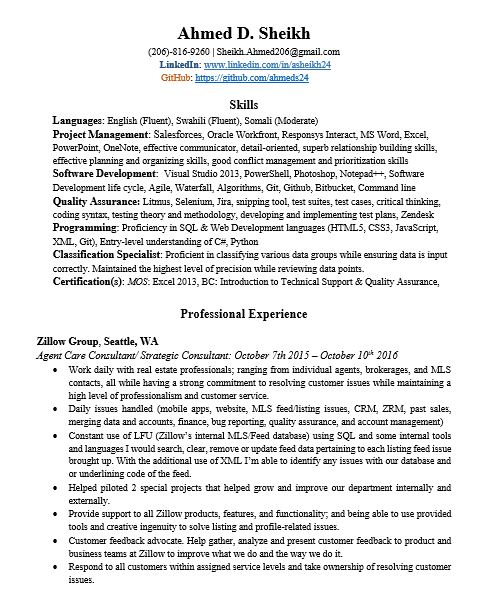 Ahmed D. Sheikh
(206)-816-9260 | Sheikh.Ahmed206@gmail.com
LinkedIn: www.linkedin.com/in/asheikh24
GitHub: https://github.com/ahmeds24
Skills
Languages: English (Fluent), Swahili (Fluent), Somali (Moderate)
Project Management: Salesforces, Oracle Workfront, Responsys Interact, MS Word, Excel,
PowerPoint, OneNote, effective communicator, detail-oriented, superb relationship building skills,
effective planning and organizing skills, good conflict management and prioritization skills
Software Development: Visual Studio 2013, PowerShell, Photoshop, Notepad++, Software
Development life cycle, Agile, Waterfall, Algorithms, Git, Github, Bitbucket, Command line
Quality Assurance: Litmus, Selenium, Jira, snipping tool, test suites, test cases, critical thinking,
coding syntax, testing theory and methodology, developing and implementing test plans, Zendesk
Programming: Proficiency in SQL & Web Development languages (HTML5, CSS3, JavaScript,
XML, Git), Entry-level understanding of C#, Python
Classification Specialist: Proficient in classifying various data groups while ensuring data is input
correctly. Maintained the highest level of precision while reviewing data points.
Certification(s): MOS: Excel 2013, BC: Introduction to Technical Support & Quality Assurance,
Professional Experience
Zillow Group, Seattle, WA
Agent Care Consultant/ Strategic Consultant: October 7th 2015 – October 10th 2016
• Work daily with real estate professionals; ranging from individual agents, brokerages, and MLS
contacts, all while having a strong commitment to resolving customer issues while maintaining a
high level of professionalism and customer service.
• Daily issues handled (mobile apps, website, MLS feed/listing issues, CRM, ZRM, past sales,
merging data and accounts, finance, bug reporting, quality assurance, and account management)
• Constant use of LFU (Zillow's internal MLS/Feed database) using SQL and some internal tools
and languages I would search, clear, remove or update feed data pertaining to each listing feed issue
brought up. With the additional use of XML I'm able to identify any issues with our database and
or underlining code of the feed.
• Helped piloted 2 special projects that helped grow and improve our department internally and
externally.
• Provide support to all Zillow products, features, and functionality; and being able to use provided
tools and creative ingenuity to solve listing and profile-related issues.
• Customer feedback advocate. Help gather, analyze and present customer feedback to product and
business teams at Zillow to improve what we do and the way we do it.
• Respond to all customers within assigned service levels and take ownership of resolving customer
issues.